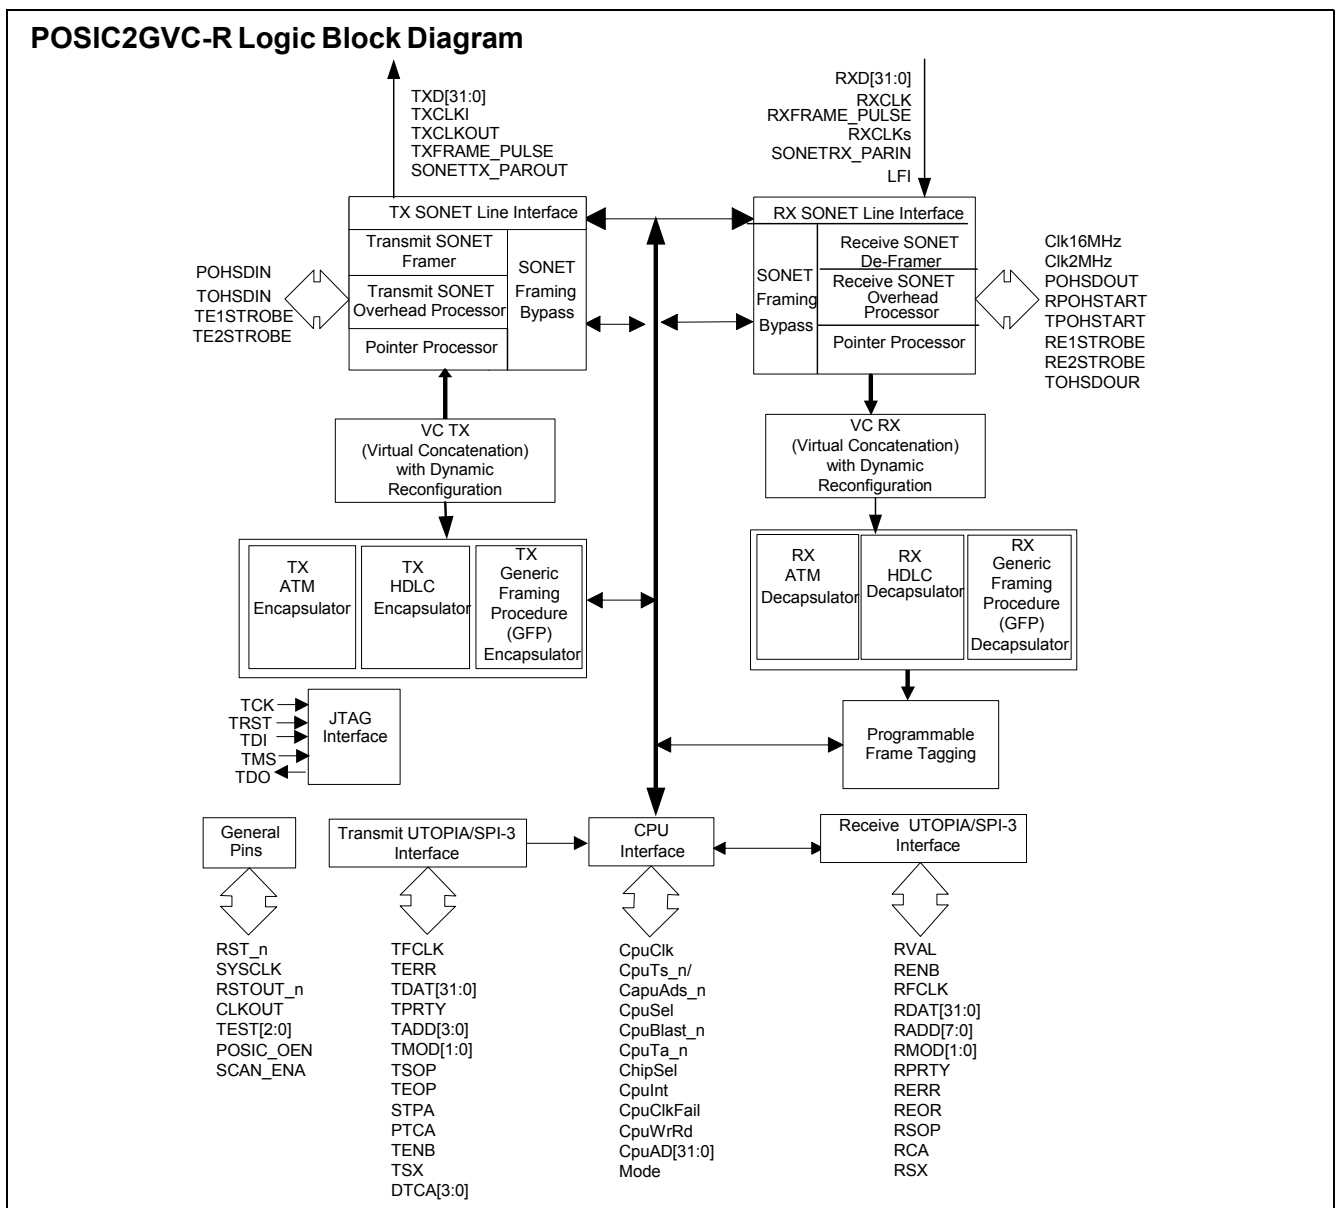 POSIC2GVC-R Logic Block Diagram
TXD[31:0]
TXCLKI
TXCLKOUT
TXFRAME_PULSE
SONETTX_PAROUT
RXD[31:0]
RXCLK
RXFRAME_PULSE
RXCLKs
SONETRX_PARIN
LFI
TX SONET Line Interface
Transmit SONET
Framer
Transmit SONET
Overhead Processor
Pointer Processor
SONET
Framing
Bypass
POHSDIN
TOHSDIN
TE1STROBE
TE2STROBE
RX SONET Line Interface
SONET
Framing
Bypass
Receive SONET
De-Framer
Receive SONET
Overhead
Processor
Pointer Processor
Clk16MHz
Clk2MHz
POHSDOUT
RPOHSTART
TPOHSTART
RE1STROBE
RE2STROBE
TOHSDOUR
VC TX
(Virtual Concatenation)
with Dynamic
Reconfiguration
VC RX
(Virtual Concatenation)
with Dynamic
Reconfiguration
TX
ATM
Encapsulator
TX
HDLC
Encapsulator
TX
Generic
Framing
Procedure
(GFP)
Encapsulator
RX
ATM
Decapsulator
RX
HDLC
Decapsulator
RX
Generic
Framing
Procedure
(GFP)
Decapsulator
TCK
TRST
TDI
TMS
TDO
JTAG
Interface
Programmable
Frame Tagging
General
Pins
Transmit UTOPIA/SPI-3
Interface
CPU
Interface
Receive UTOPIA/SPI-3
Interface
RST_n
SYSCLK
RSTOUT_n
CLKOUT
TEST[2:0]
POSIC_OEN
SCAN_ENA
TFCLK
TERR
TDAT[31:0]
TPRTY
TADD[3:0]
TMOD[1:0]
TSOP
TEOP
STPA
PTCA
TENB
TSX
DTCA[3:0]
CpuClk
CpuTs_n/
CapuAds_n
CpuSel
CpuBlast_n
CpuTa_n
ChipSel
CpuInt
CpuClkFail
CpuWrRd
CpuAD[31:0]
Mode
RVAL
RENB
RFCLK
RDAT[31:0]
RADD[7:0]
RMOD[1:0]
RPRTY
RERR
REOR
RSOP
RCA
RSX